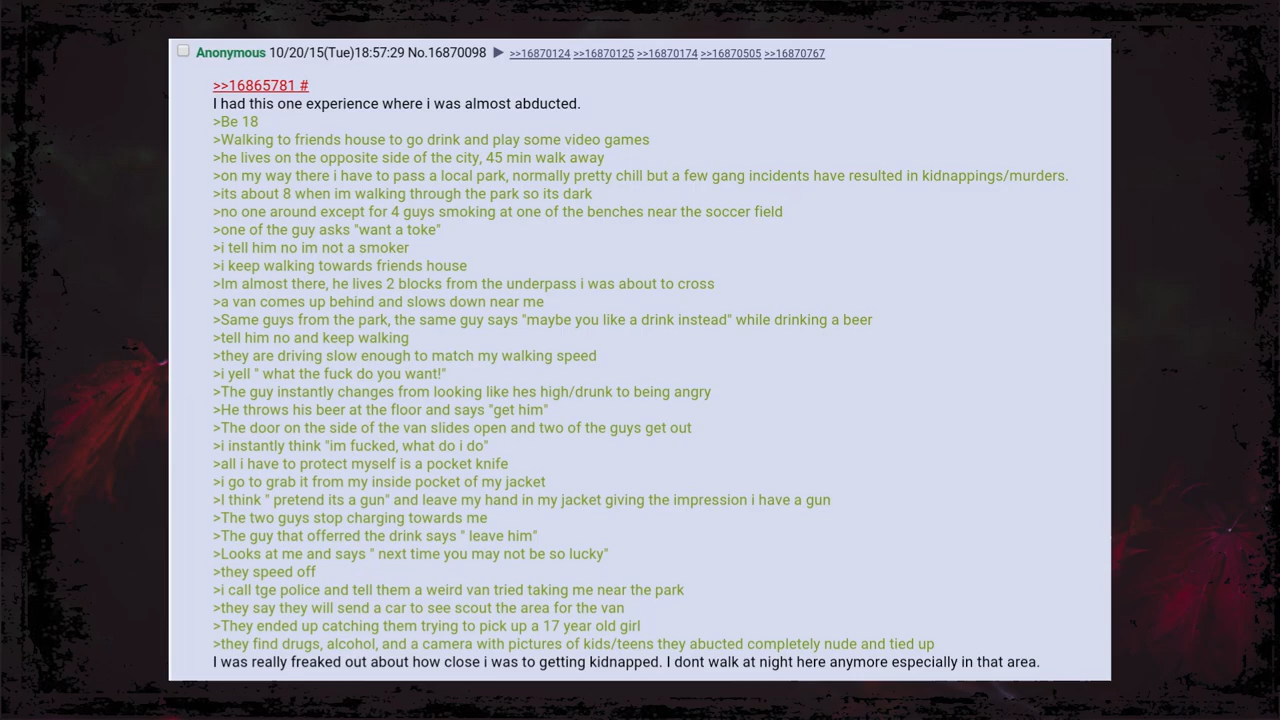 Anonymous 10/20/15(Tue)18:57:29 No.16870098 ▶ >>16870124 >>16870125 >>16870174 >>16870505 >>16870767
>>16865781 #
I had this one experience where i was almost abducted.
>Be 18
>Walking to friends house to go drink and play some video games
>he lives on the opposite side of the city, 45 min walk away
>on my way there i have to pass a local park, normally pretty chill but a few gang incidents have resulted in kidnappings/murders.
>its about 8 when im walking through the park so its dark
>no one around except for 4 guys smoking at one of the benches near the soccer field
>one of the guy asks "want a toke"
>i tell him no im not a smoker
>i keep walking towards friends house
>Im almost there, he lives 2 blocks from the underpass i was about to cross
>a van comes up behind and slows down near me
>Same guys from the park, the same guy says "maybe you like a drink instead" while drinking a beer
>tell him no and keep walking
>they are driving slow enough to match my walking speed
>i yell " what the fuck do you want!"
>The guy instantly changes from looking like hes high/drunk to being angry
>He throws his beer at the floor and says "get him"
>The door on the side of the van slides open and two of the guys get out
>i instantly think "im fucked, what do i do"
>all i have to protect myself is a pocket knife
>i go to grab it from my inside pocket of my jacket
>I think " pretend its a gun" and leave my hand in my jacket giving the impression i have a gun
>The two guys stop charging towards me
>The guy that offerred the drink says " leave him"
>Looks at me and says " next time you may not be so lucky"
>they speed off
>i call tge police and tell them a weird van tried taking me near the park
>they say they will send a car to see scout the area for the van
>They ended up catching them trying to pick up a 17 year old girl
>they find drugs, alcohol, and a camera with pictures of kids/teens they abucted completely nude and tied up
I was really freaked out about how close i was to getting kidnapped. I dont walk at night here anymore especially in that area.